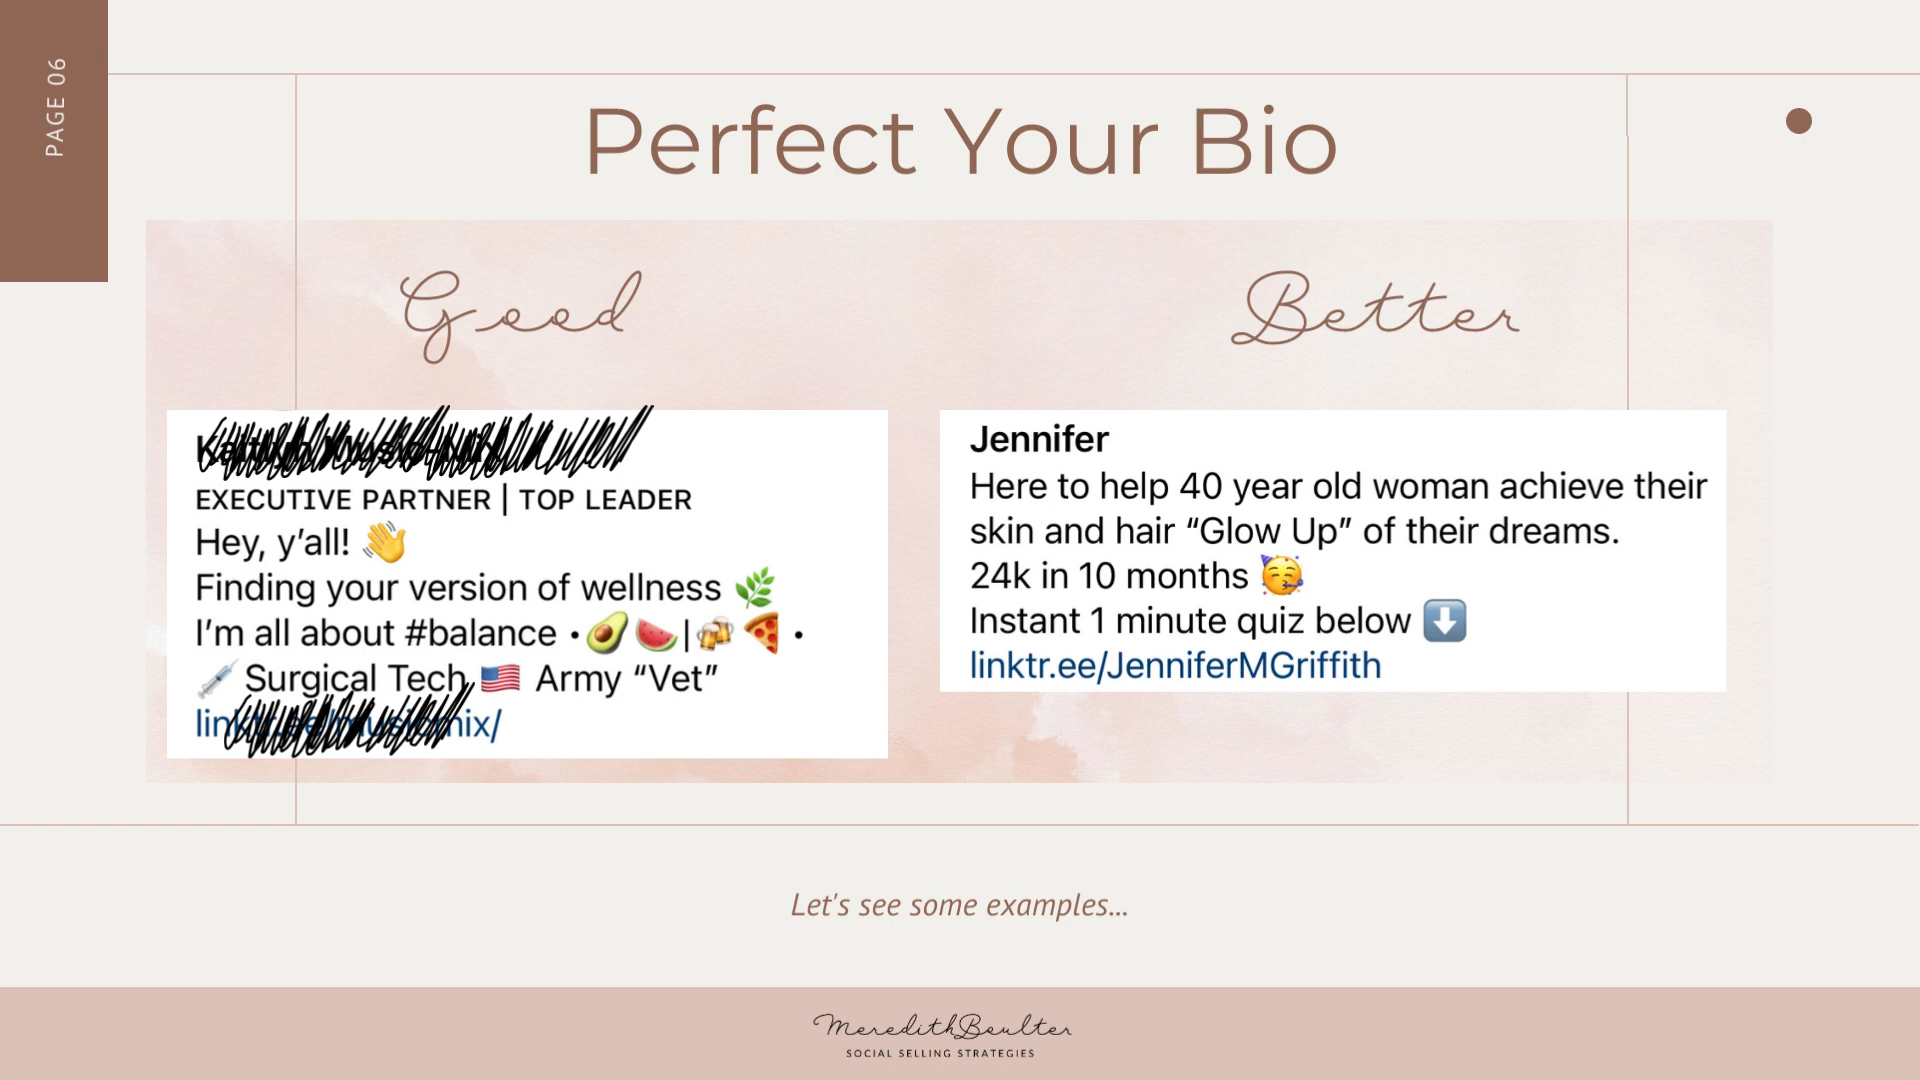 PAGE 06
Perfect Your Bio
Good
EXECUTIVE PARTNER | TOP LEADER
Hey, y’all! 👋
Finding your version of wellness 🌿
I’m all about #balance •🥑🍉|🍻🍕 •
💉 Surgical Tech 🇺🇸 Army “Vet”
Better
Jennifer
Here to help 40 year old woman achieve their
skin and hair “Glow Up” of their dreams.
24k in 10 months 🥳
Instant 1 minute quiz below ⬇️
linktr.ee/JenniferMGriffith
Let's see some examples...
Meredith Boulter
SOCIAL SELLING STRATEGIES